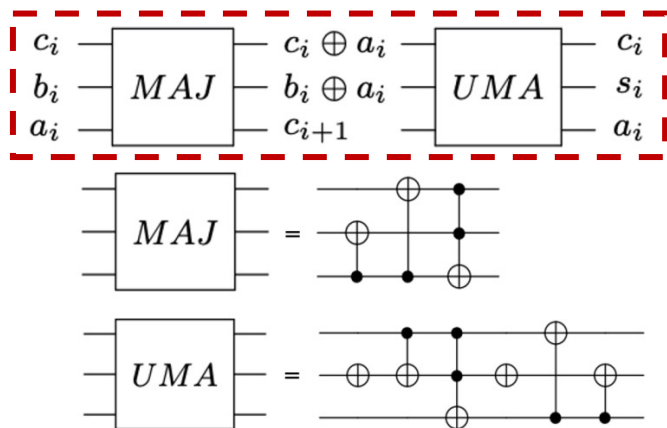 c_i MAJ c_i ⊕ a_i UMA c_i
b_i b_i ⊕ a_i s_i
a_i c_{i+1} a_i
MAJ =
UMA =